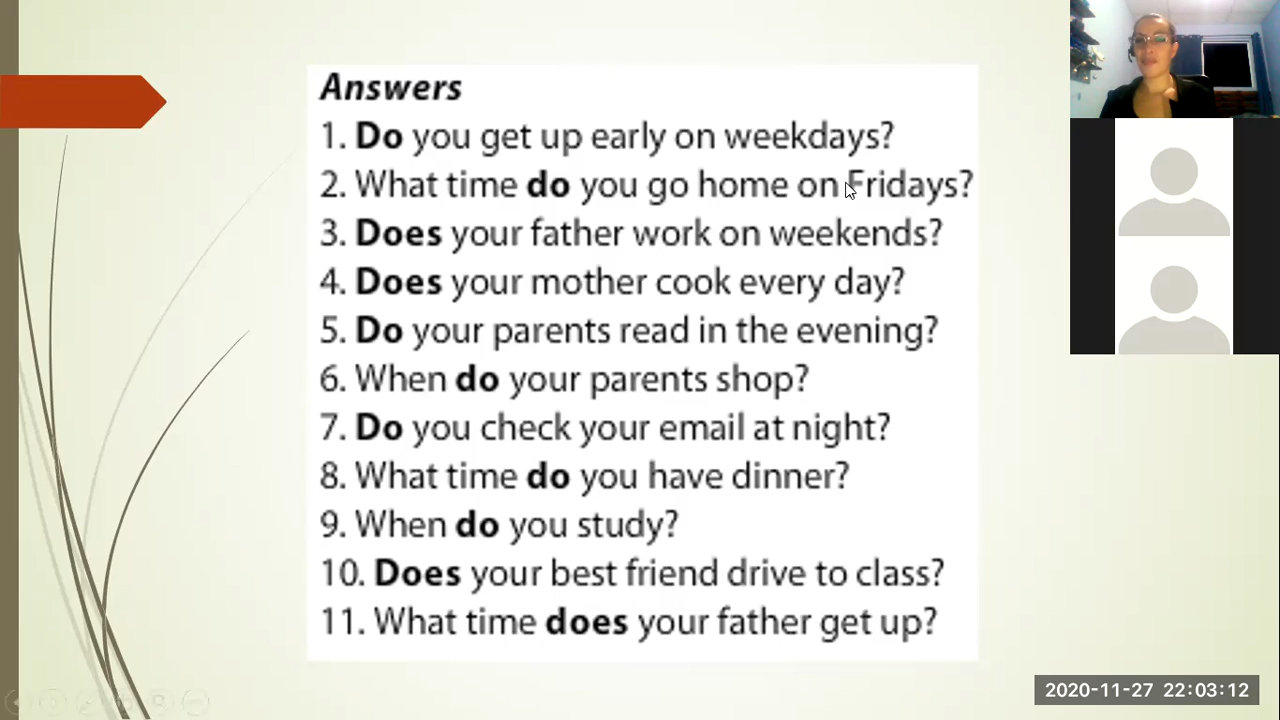 Answers
1. Do you get up early on weekdays?
2. What time do you go home on Fridays?
3. Does your father work on weekends?
4. Does your mother cook every day?
5. Do your parents read in the evening?
6. When do your parents shop?
7. Do you check your email at night?
8. What time do you have dinner?
9. When do you study?
10. Does your best friend drive to class?
11. What time does your father get up?
2020-11-27 22:03:12